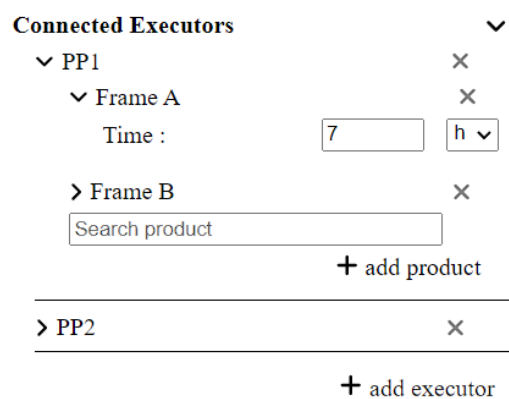 Connected Executors
PP1
Frame A
Time : 7 h
Frame B
Search product
+ add product
PP2
+ add executor